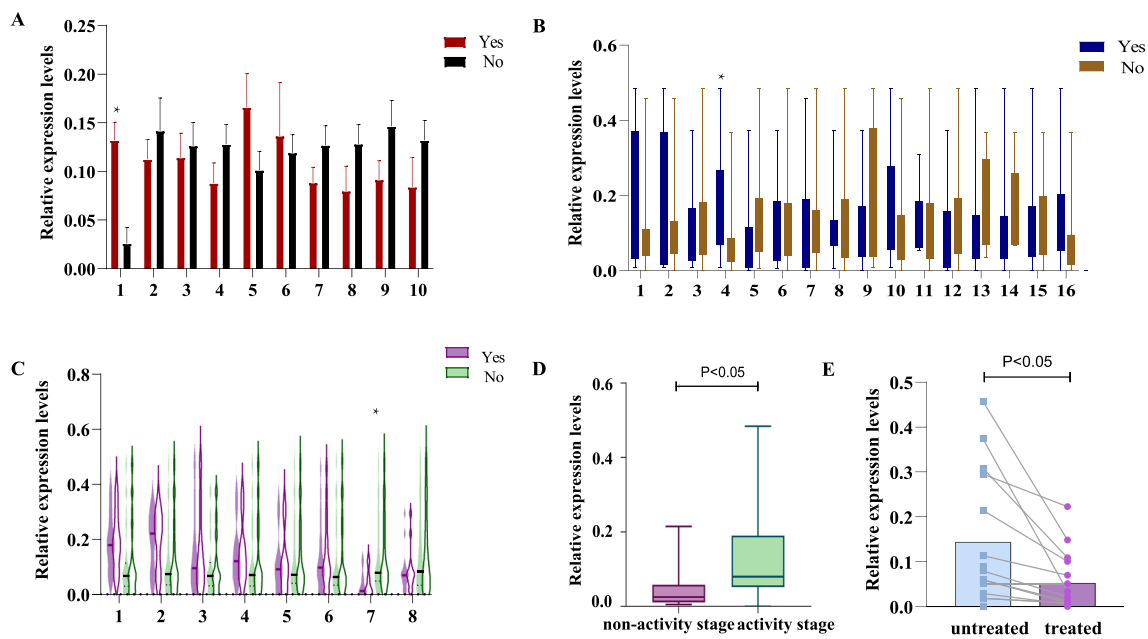 A
Relative expression levels
0.25
0.20
0.15
0.10
0.05
0.00
*
Yes
No
1 2 3 4 5 6 7 8 9 10
B
Relative expression levels
0.6
0.4
0.2
0.0
*
Yes
No
1 2 3 4 5 6 7 8 9 10 11 12 13 14 15 16
C
Relative expression levels
0.8
0.6
0.4
0.2
0.0
*
Yes
No
1 2 3 4 5 6 7 8
D
Relative expression levels
0.6
0.4
0.2
0.0
P<0.05
non-activity stage activity stage
E
Relative expression levels
0.5
0.4
0.3
0.2
0.1
0.0
P<0.05
untreated treated